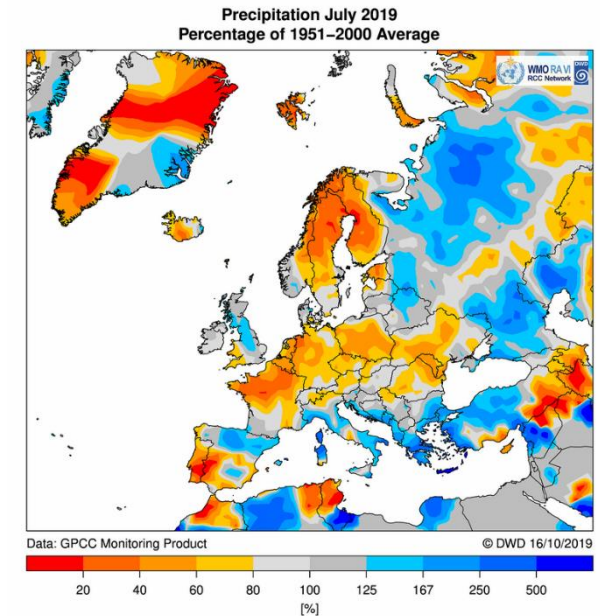 Precipitation July 2019
Percentage of 1951–2000 Average
WMO RA VI
RCC Network
DWD
Data: GPCC Monitoring Product
© DWD 16/10/2019
20 40 60 80 100 125 167 250 500
[%]